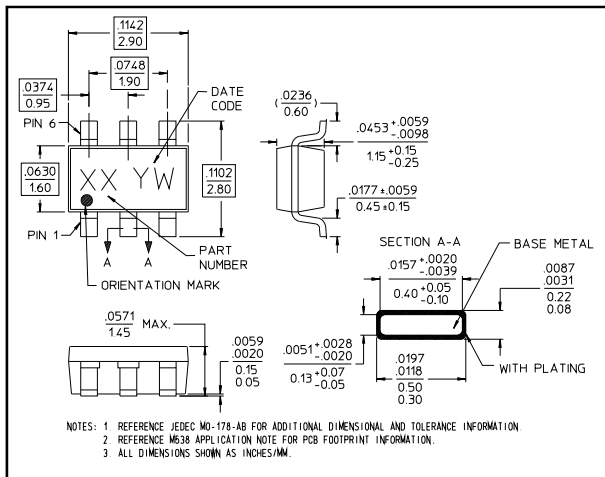 .1142
2.90
.0748
1.90
.0374
0.95
DATE
CODE
PIN 6
.0630
1.60
XX YW
.1102
2.80
PIN 1
A A
PART
NUMBER
ORIENTATION MARK
(.0236
0.60)
.0453 +.0059
-.0098
1.15 +0.15
-0.25
.0177 ±.0059
0.45 ±0.15
SECTION A-A
BASE METAL
.0157 +.0020
-.0039
0.40 +0.05
-0.10
.0087
.0031
0.22
0.08
.0571
1.45 MAX.
.0059
.0020
0.15
0.05
.0051 +.0028
-.0020
0.13 +0.07
-0.05
WITH PLATING
.0197
.0118
0.50
0.30
NOTES: 1. REFERENCE JEDEC MO-178-AB FOR ADDITIONAL DIMENSIONAL AND TOLERANCE INFORMATION.
2. REFERENCE M538 APPLICATION NOTE FOR PCB FOOTPRINT INFORMATION.
3. ALL DIMENSIONS SHOWN AS INCHES/MM.